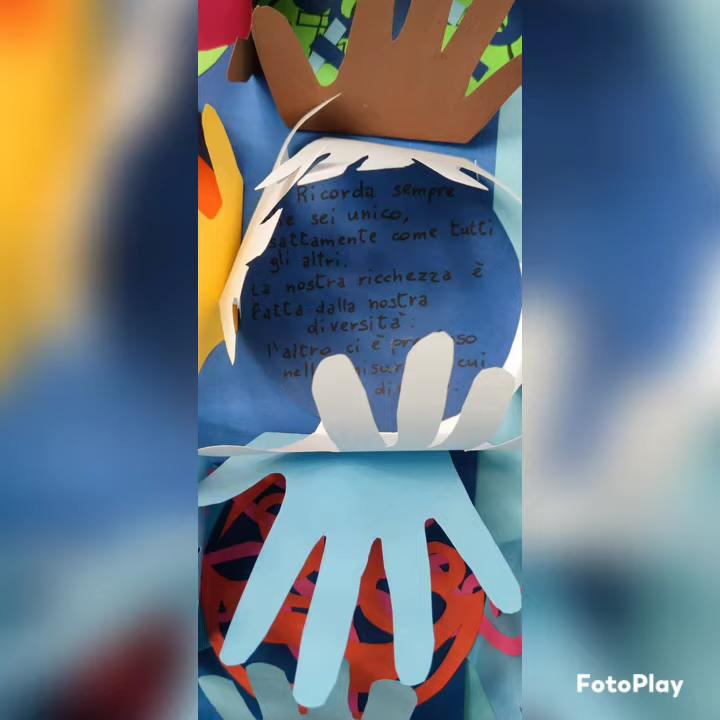 Ricorda sempre
sei unico,
come tutti
gli altri.
La nostra ricchezza è
fatta dalla nostra
diversità:
l'altro ci è
cui
FotoPlay